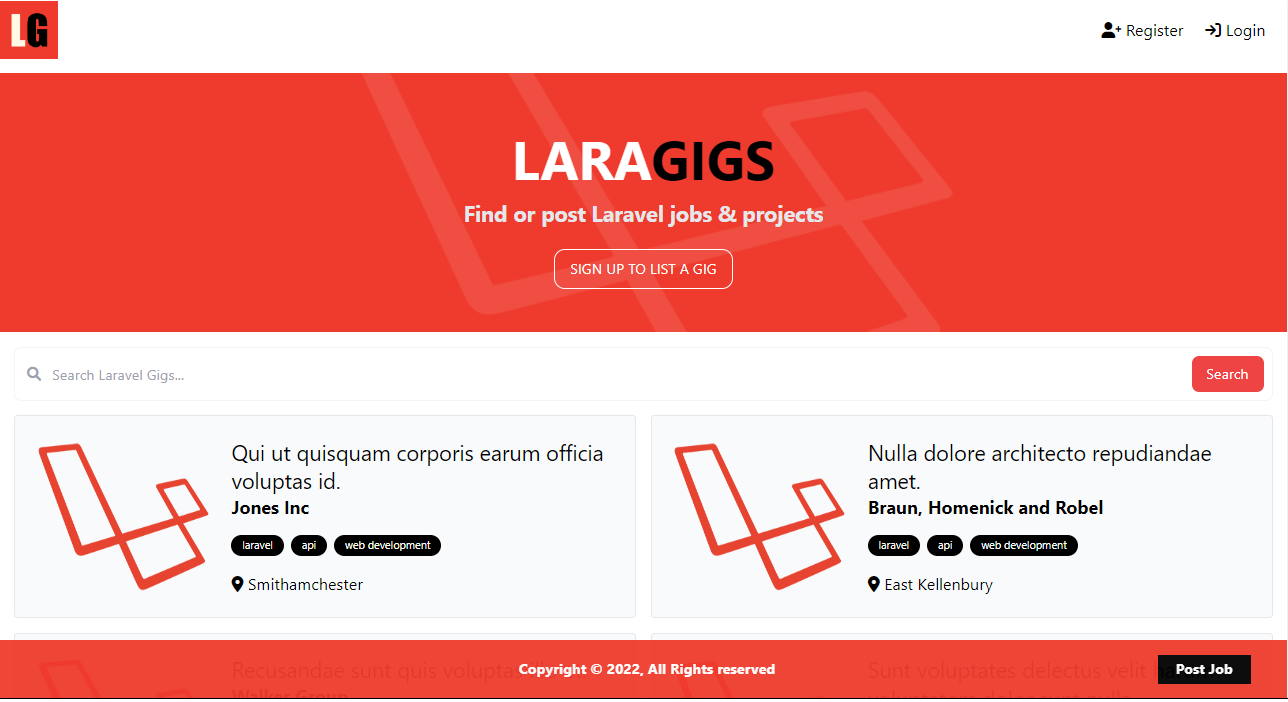 LG
Register
Login
LARAGIGS
Find or post Laravel jobs & projects
SIGN UP TO LIST A GIG
Search Laravel Gigs...
Search
Qui ut quisquam corporis earum officia
voluptas id.
Jones Inc
laravel
api
web development
Smithamchester
Nulla dolore architecto repudiandae
amet.
Braun, Homenick and Robel
laravel
api
web development
East Kellenbury
Recusandae sunt quis
Walker Group
Sunt voluptates delectus velit
Copyright © 2022, All Rights reserved
Post Job